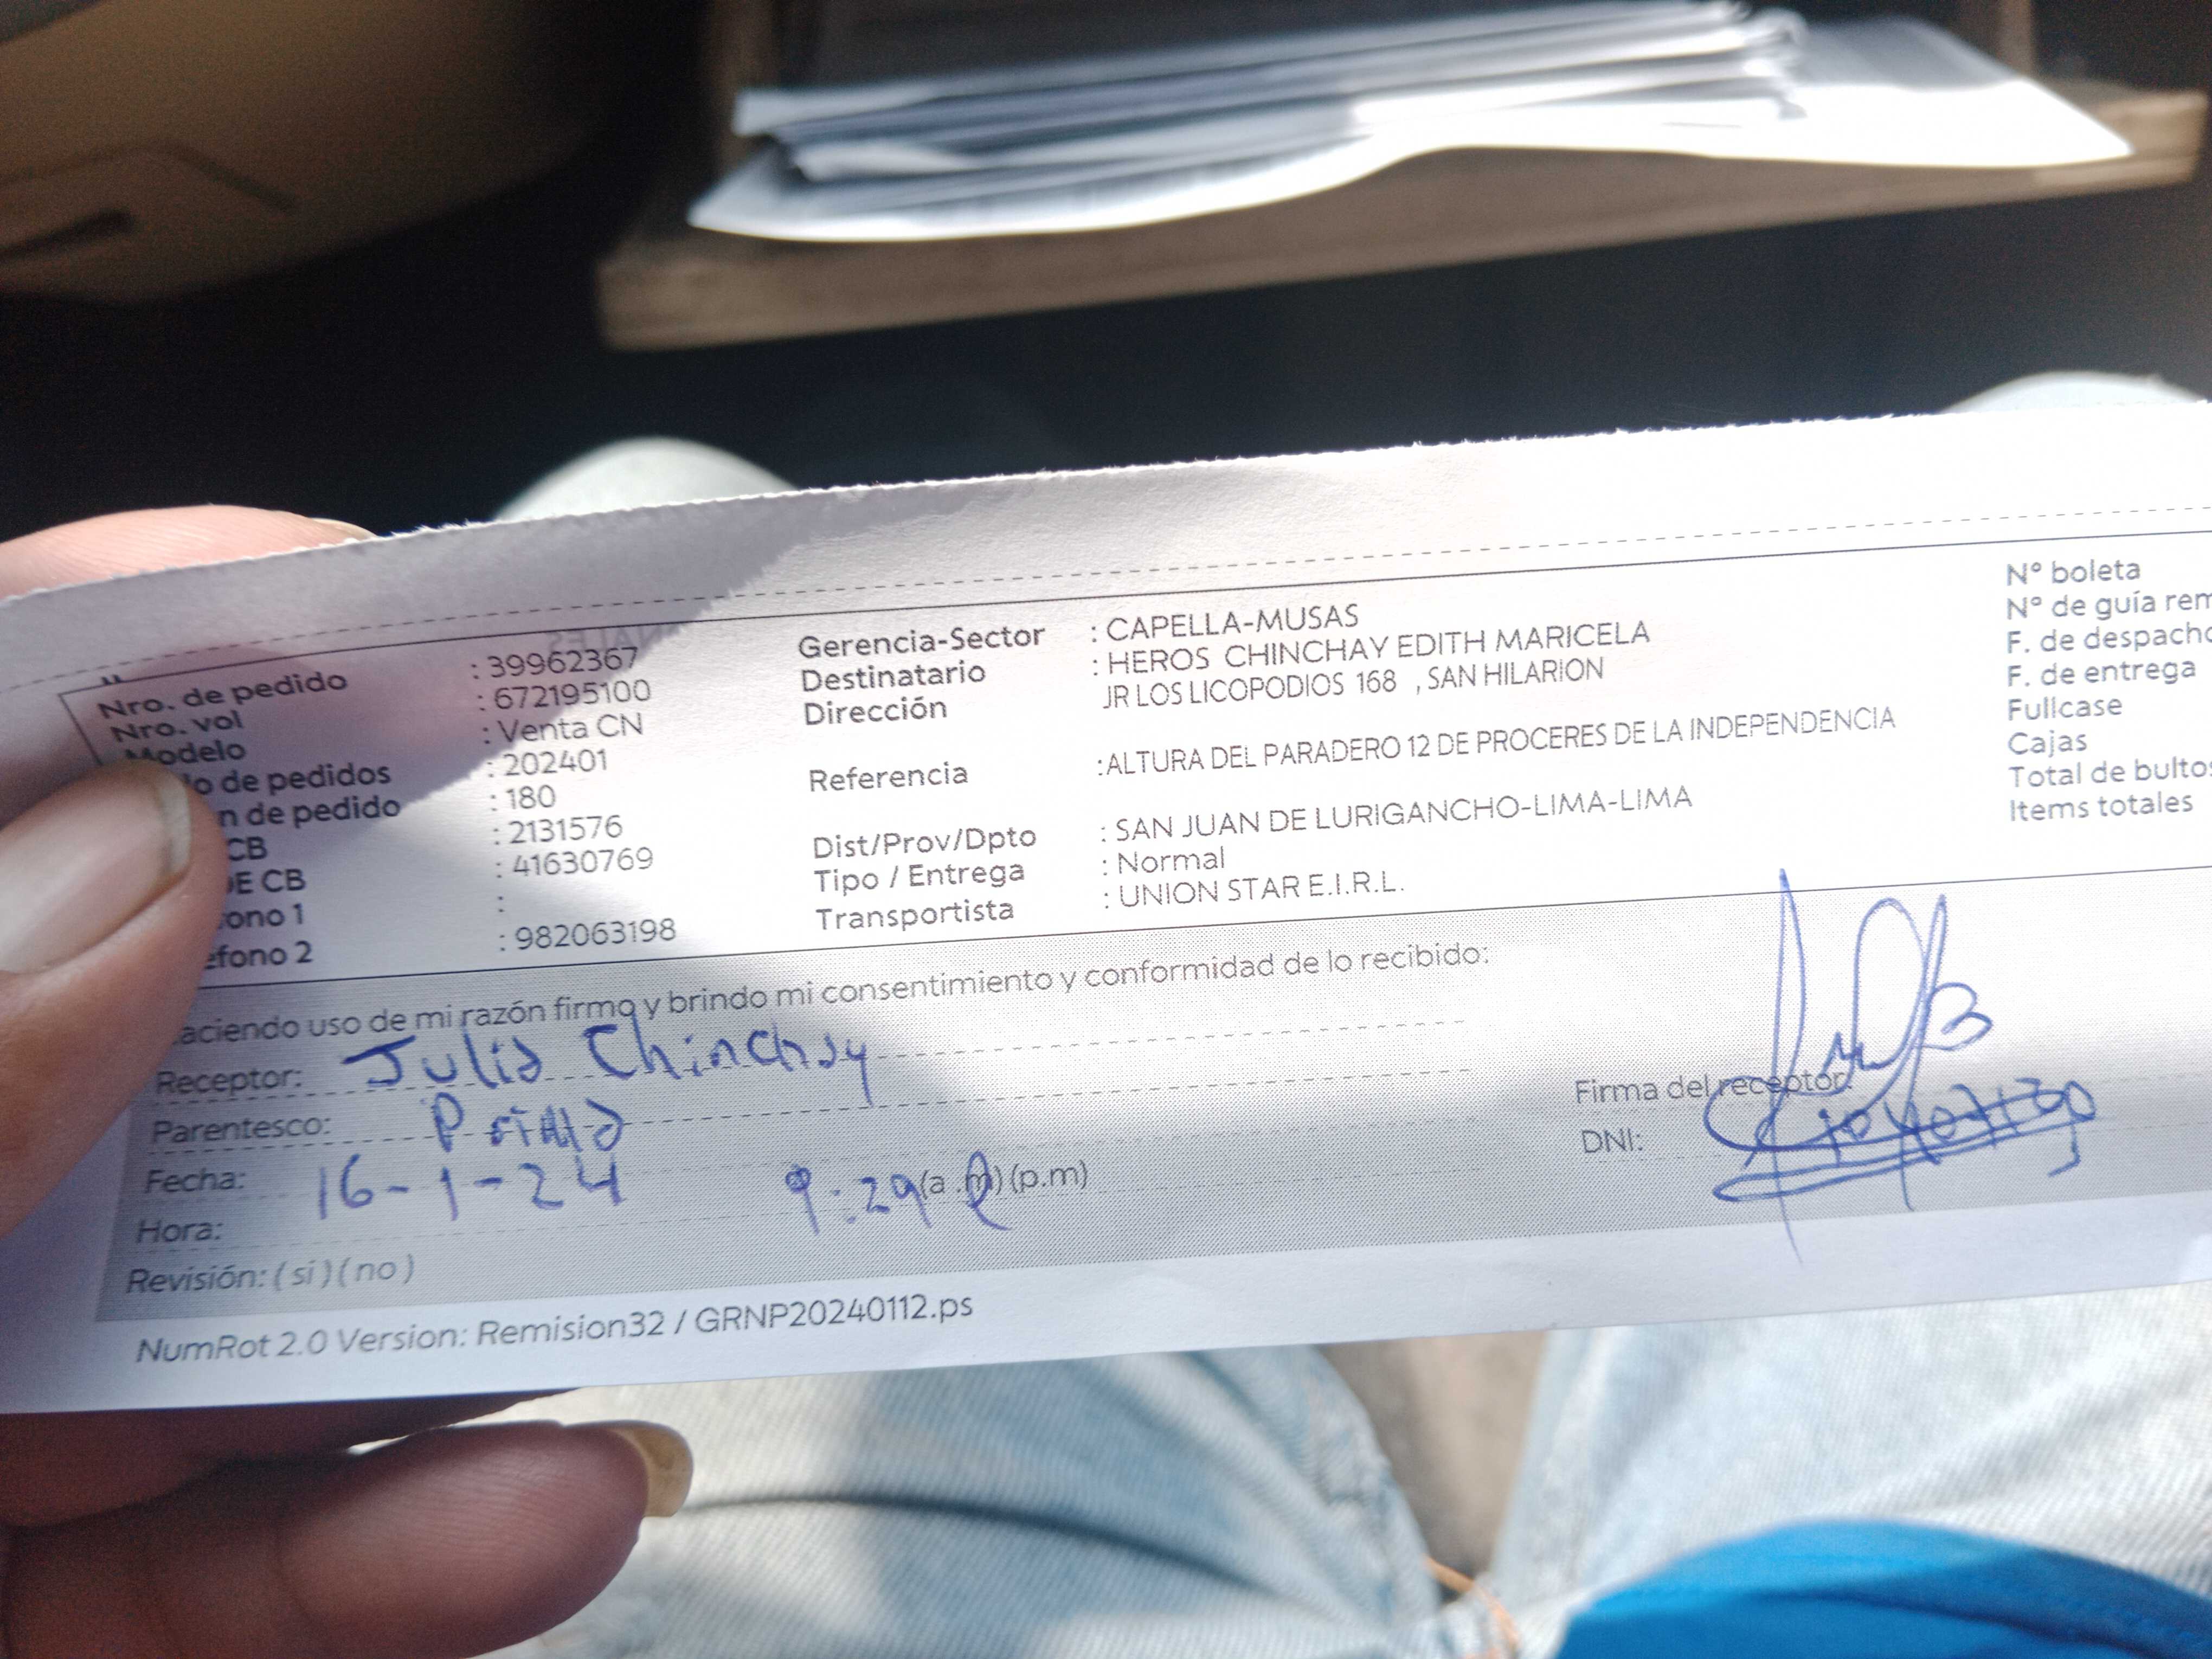 Nro. de pedido : 39962367
Nro. vol : 672195100
Modelo : Venta CN
o de pedidos : 202401
n de pedido : 180
CB : 2131576
E CB : 41630769
ono 1 :
efono 2 : 982063198
Gerencia-Sector : CAPELLA-MUSAS
Destinatario : HEROS CHINCHAY EDITH MARICELA
Dirección JR LOS LICOPODIOS 168 , SAN HILARION
Referencia :ALTURA DEL PARADERO 12 DE PROCERES DE LA INDEPENDENCIA
Dist/Prov/Dpto : SAN JUAN DE LURIGANCHO-LIMA-LIMA
Tipo / Entrega : Normal
Transportista : UNION STAR E.I.R.L.
N° boleta
N° de guía rem
F. de despacho
F. de entrega
Fullcase
Cajas
Total de bultos
Items totales
aciendo uso de mi razón firmo y brindo mi consentimiento y conformidad de lo recibido:
Receptor: Julia Chinchay
Parentesco: Prima
Fecha: 16-1-24
Hora: 9:29 (a.m) (p.m)
Revisión: (si) (no)
Firma del receptor:
DNI:
NumRot 2.0 Version: Remision32 / GRNP20240112.ps